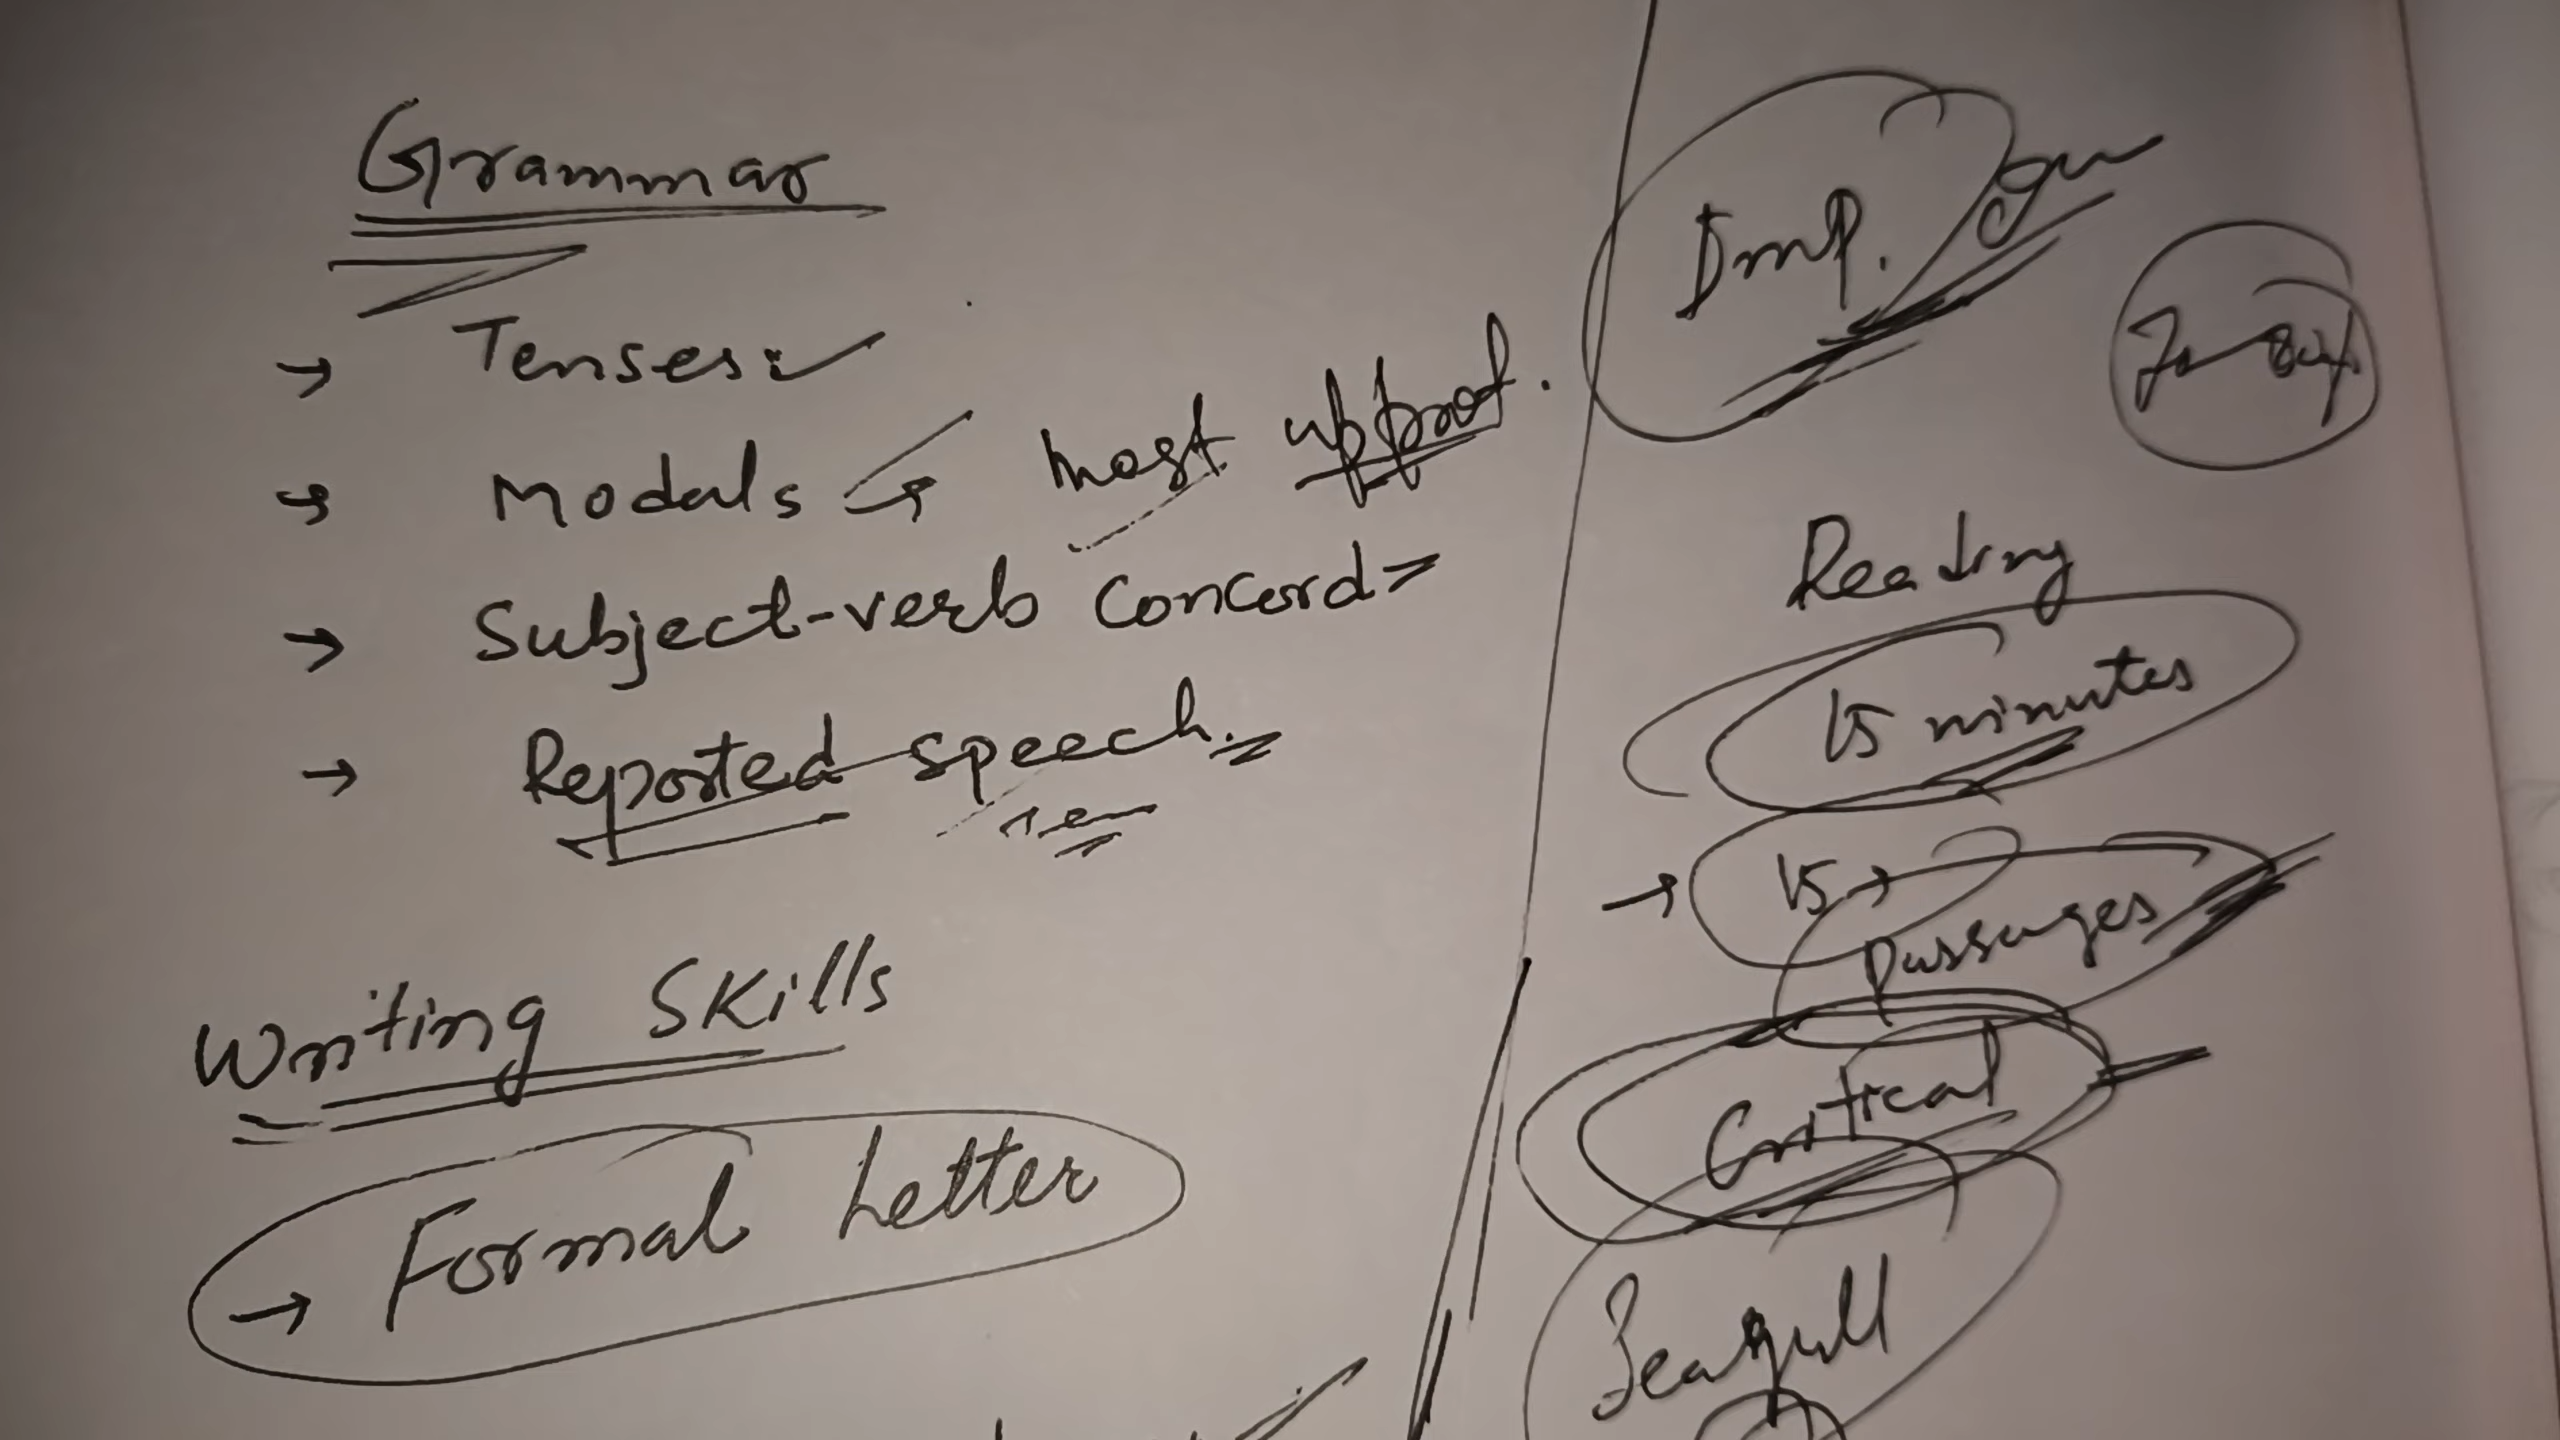 Grammar
→ Tenses
→ Modals → most
→ Subject-verb Concord
→ Reported speech.
Writing Skills
→ Formal Letter
Imp.
Reading
15 minutes
→ 15 →
Passages
Critical
Seagull